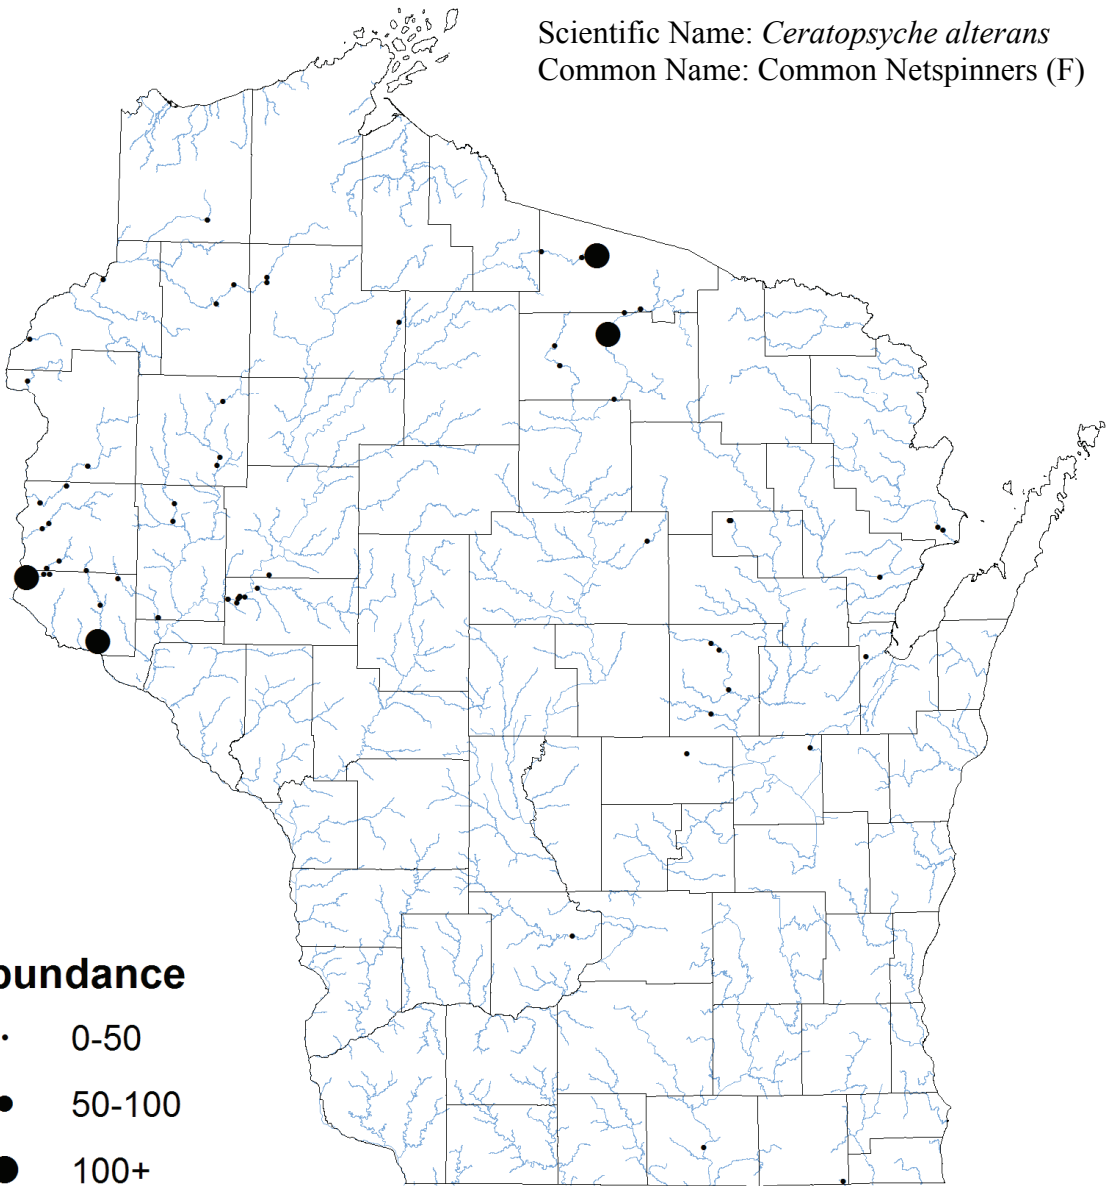 Scientific Name: Ceratopsyche alterans
Common Name: Common Netspinners (F)
bundance
0-50
50-100
100+